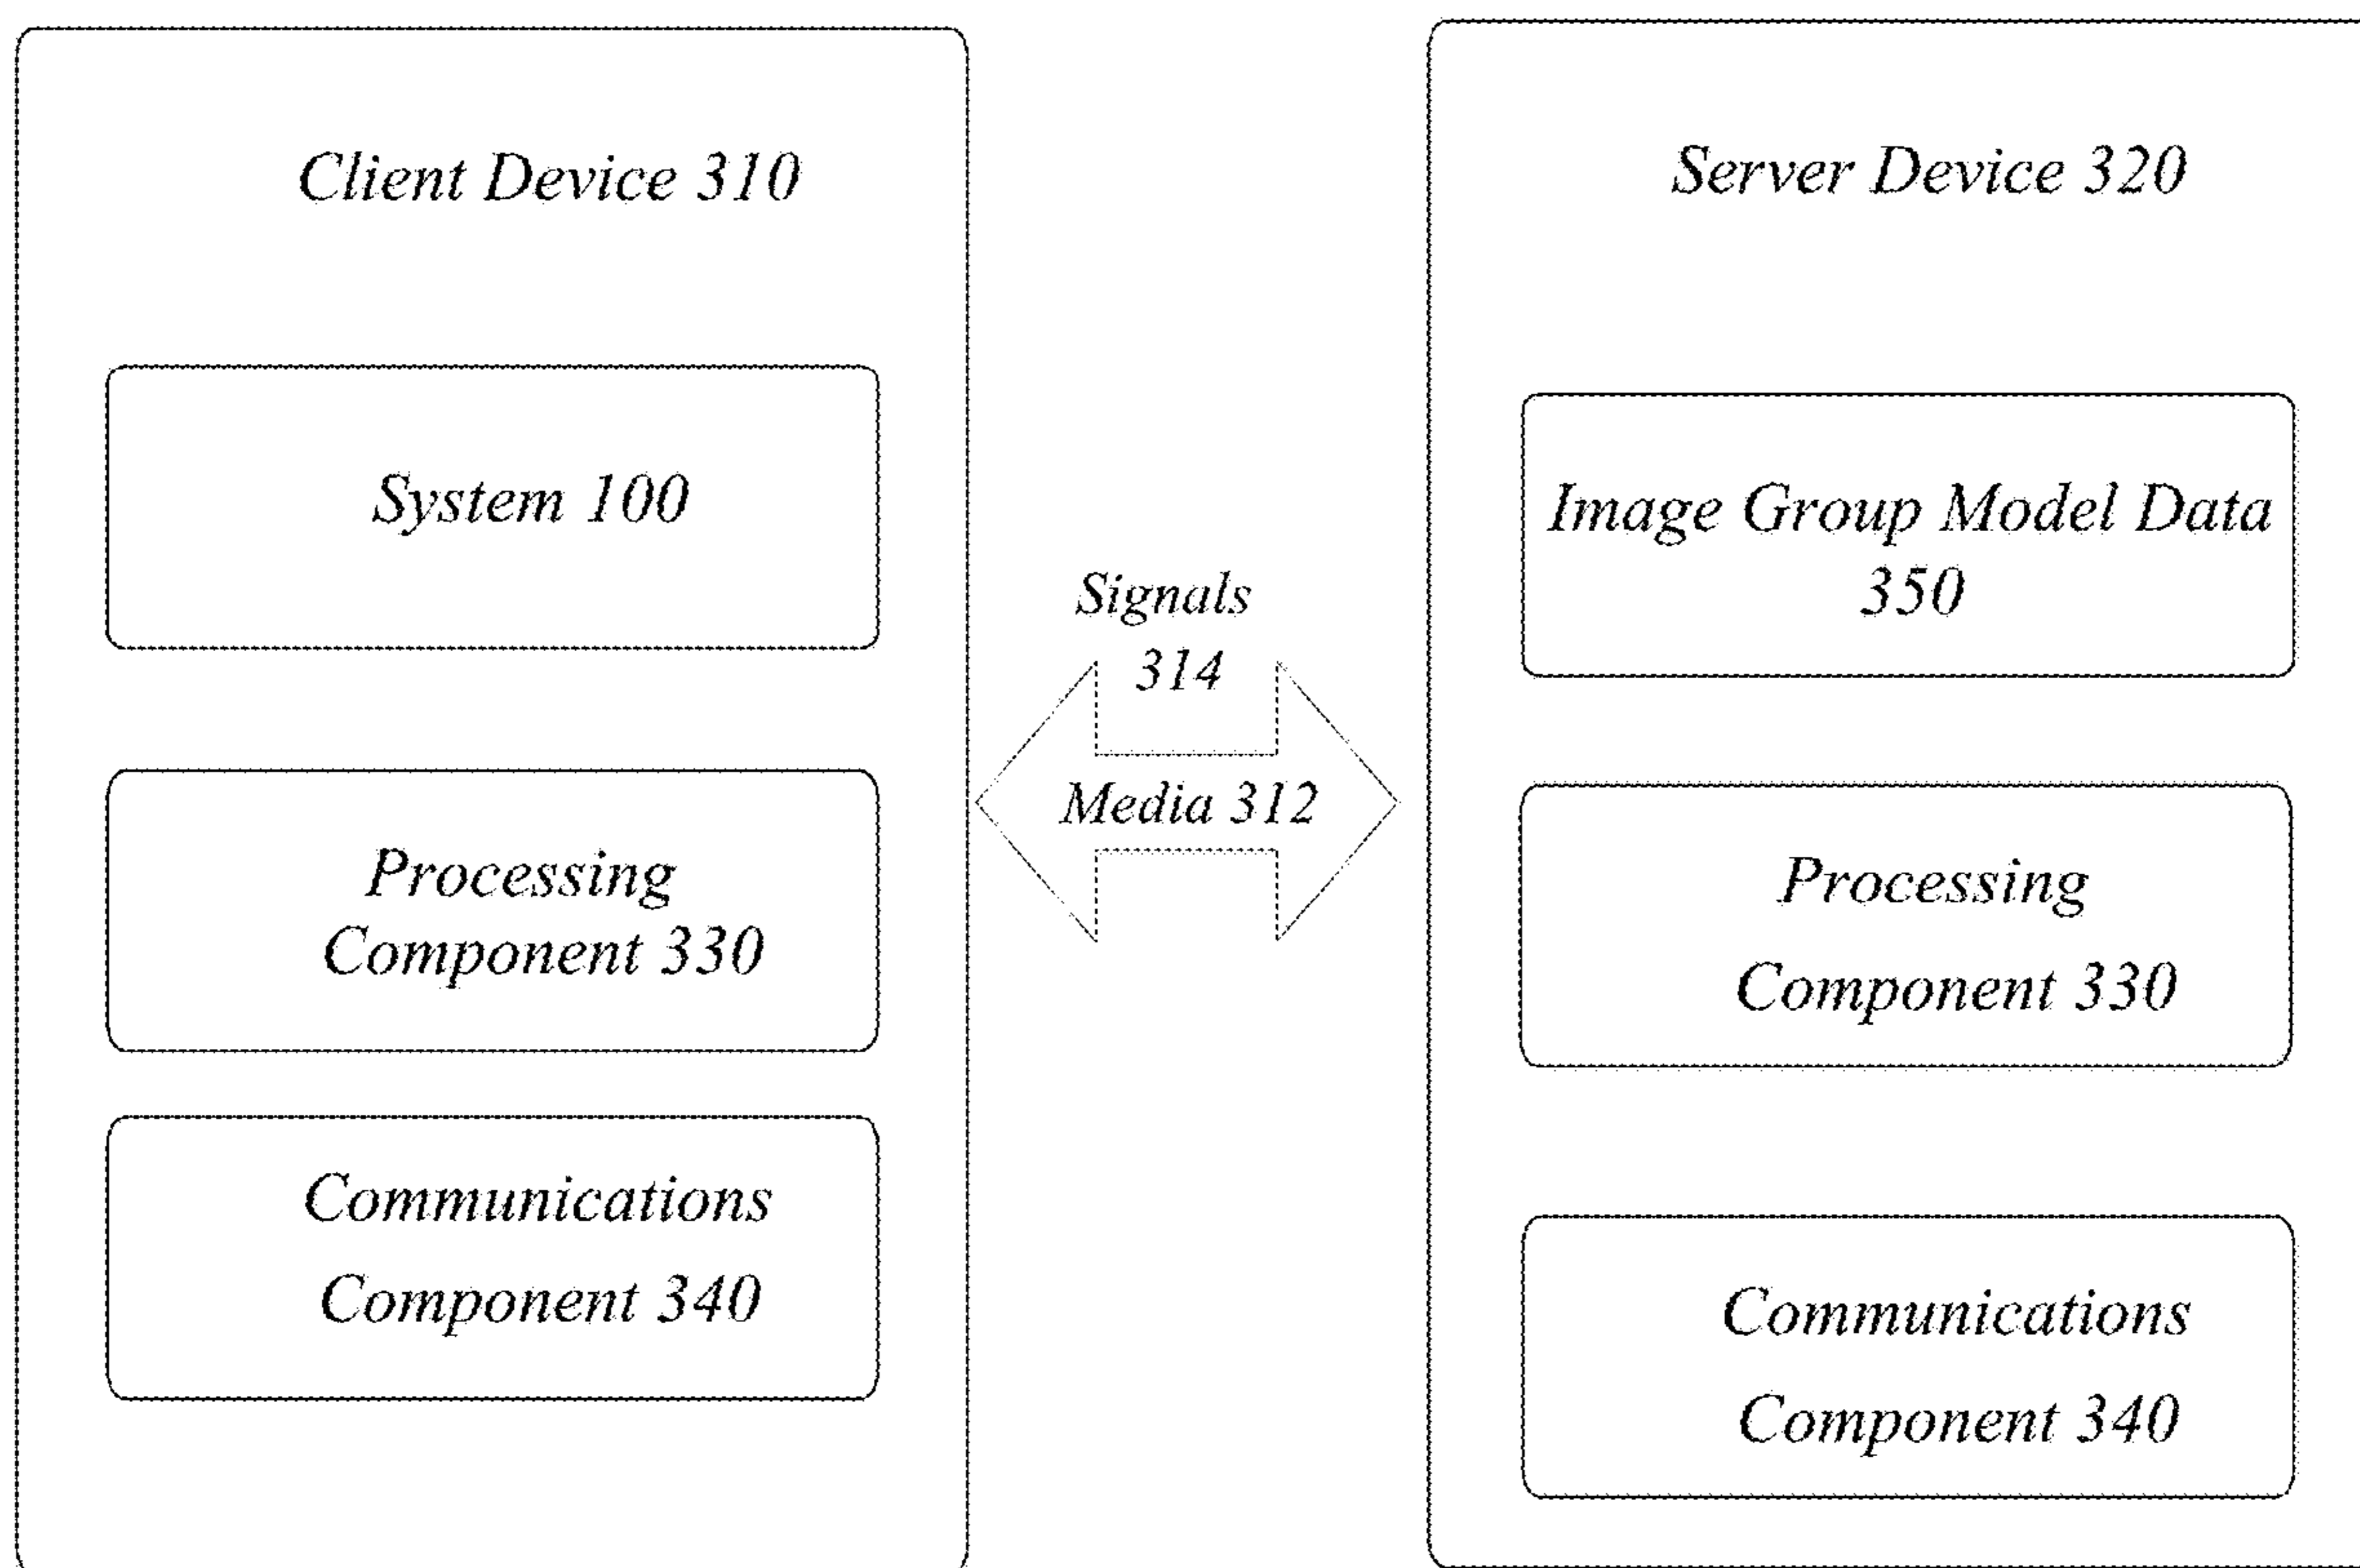 Client Device 310
System 100
Processing
Component 330
Communications
Component 340
Signals
314
Media 312
Server Device 320
Image Group Model Data
350
Processing
Component 330
Communications
Component 340